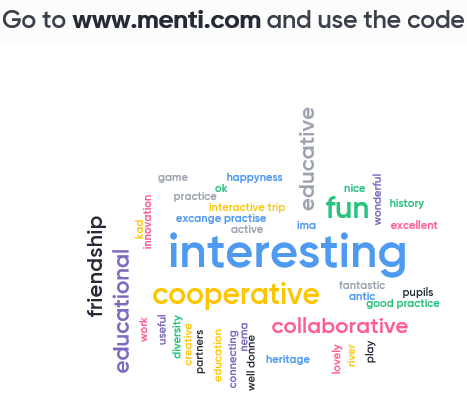 Go to www.menti.com and use the code
educative
game
happyness
ok
nice
wonderful
practice
interactive trip
fun
history
innovation
kad
excange practise
active
ima
excellent
friendship
interesting
educational
cooperative
fantastic
antic
pupils
good practice
collaborative
work
useful
diversity
creative
partners
education
connecting
nema
well donne
heritage
lovely
river
play